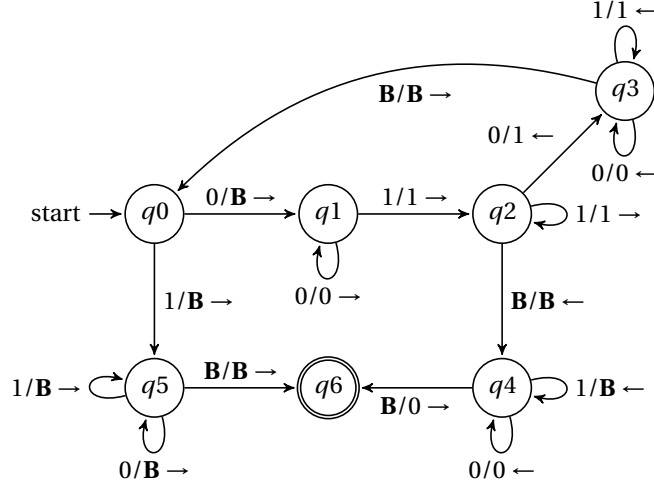 1/1 ←
q3
B/B →
0/1 ←
0/0 ←
start
q0
0/B →
q1
1/1 →
q2
1/1 →
0/0 →
1/B →
B/B ←
1/B →
q5
B/B →
q6
B/0 →
q4
1/B ←
0/B →
0/0 ←